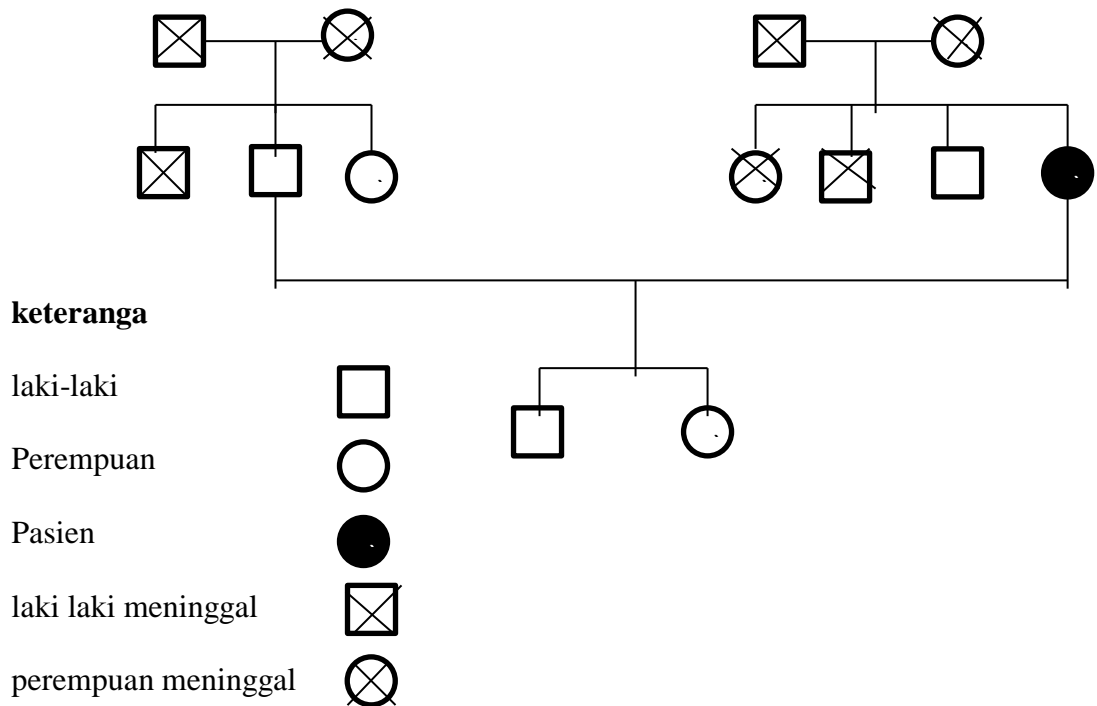 keteranga
laki-laki
Perempuan
Pasien
laki laki meninggal
perempuan meninggal